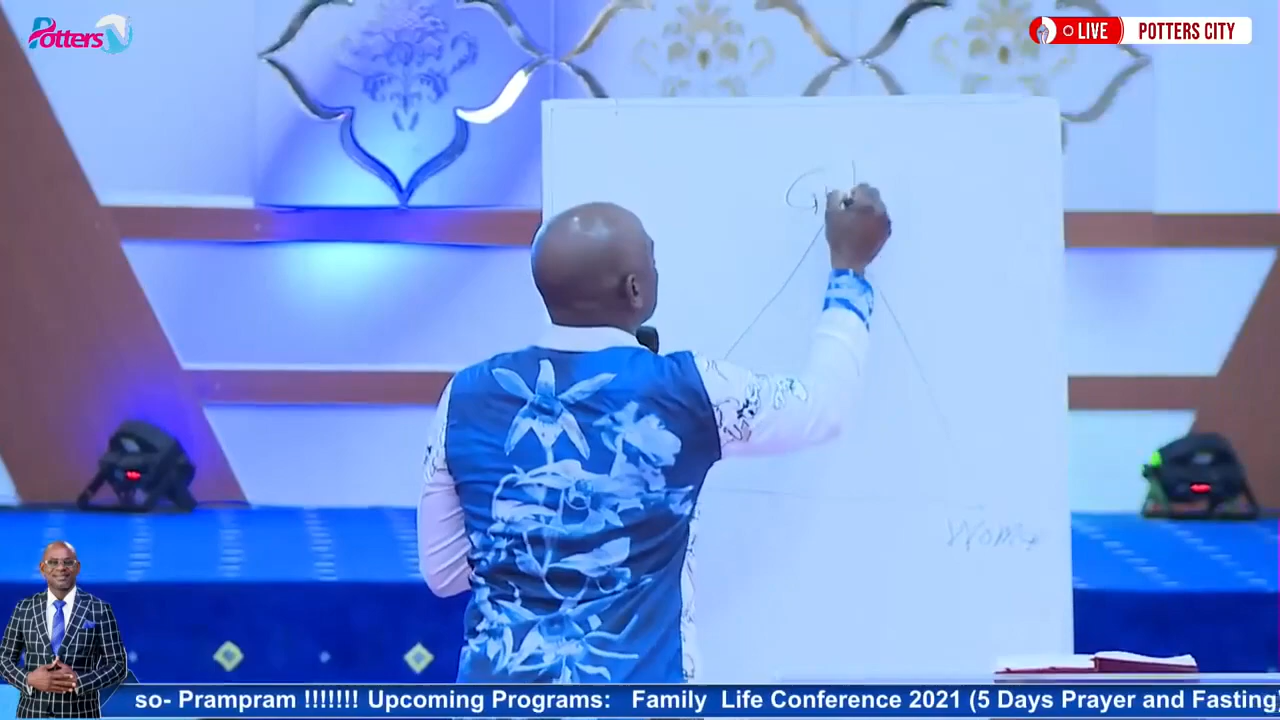 Potters
LIVE
POTTERS CITY
G
so- Prampram !!!!!!! Upcoming Programs: Family Life Conference 2021 (5 Days Prayer and Fasting)